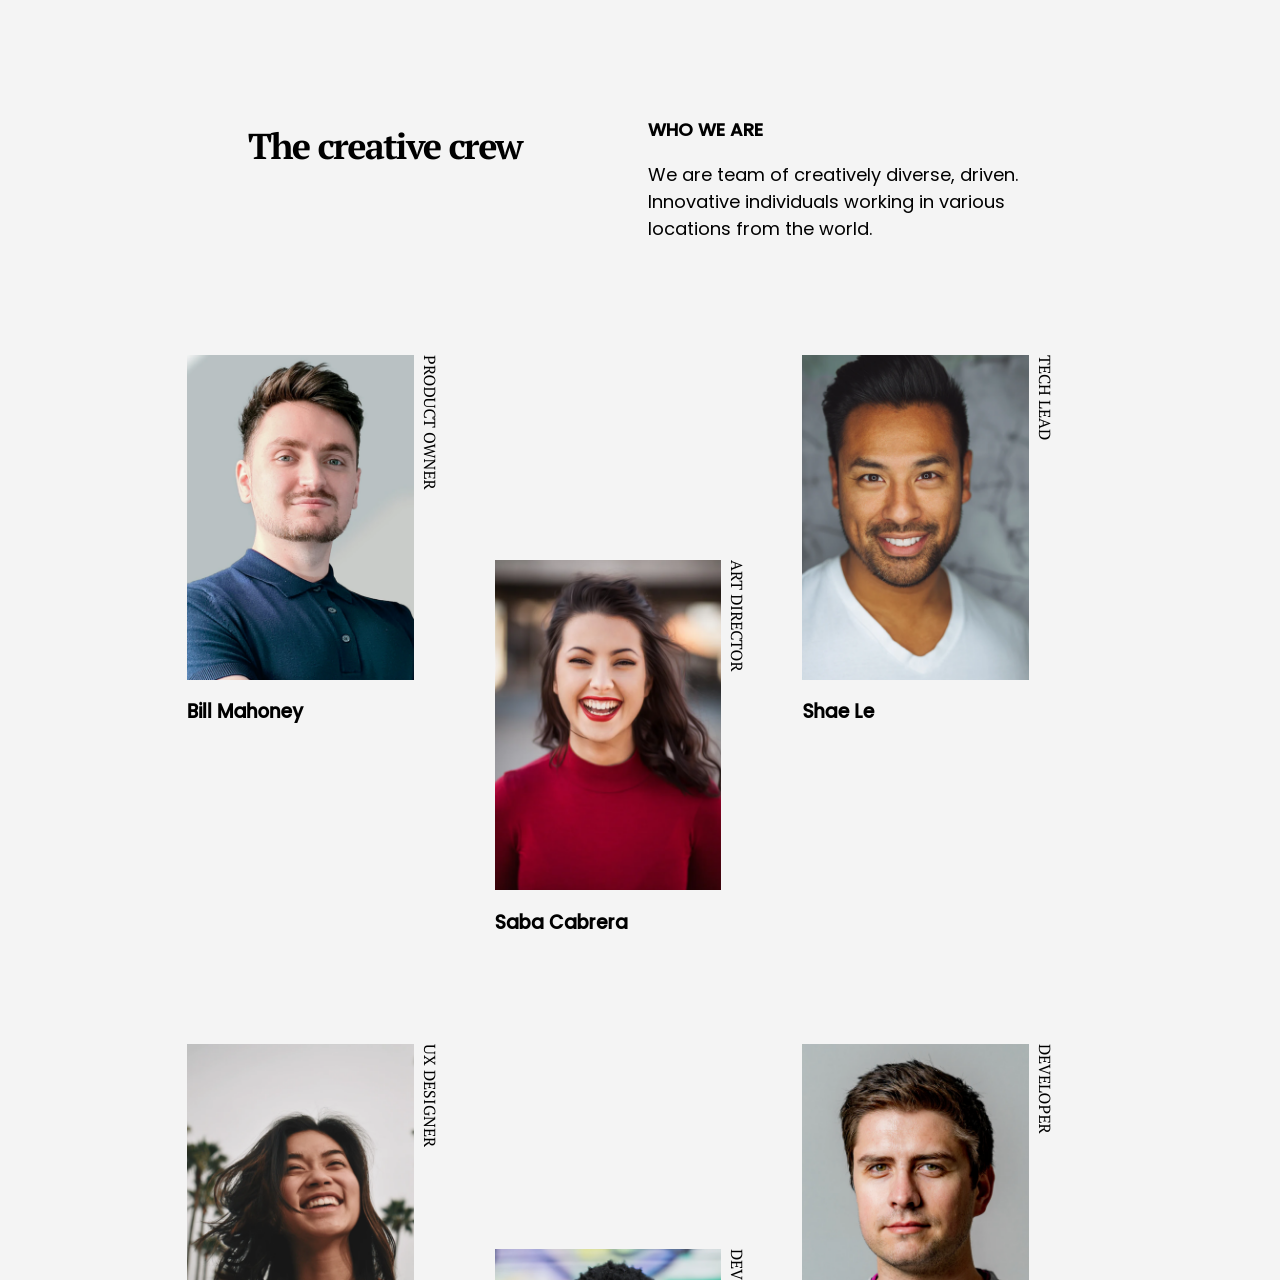 The creative crew
WHO WE ARE
We are team of creatively diverse, driven.
Innovative individuals working in various
locations from the world.
PRODUCT OWNER
Bill Mahoney
ART DIRECTOR
Saba Cabrera
TECH LEAD
Shae Le
UX DESIGNER
DEV
DEVELOPER